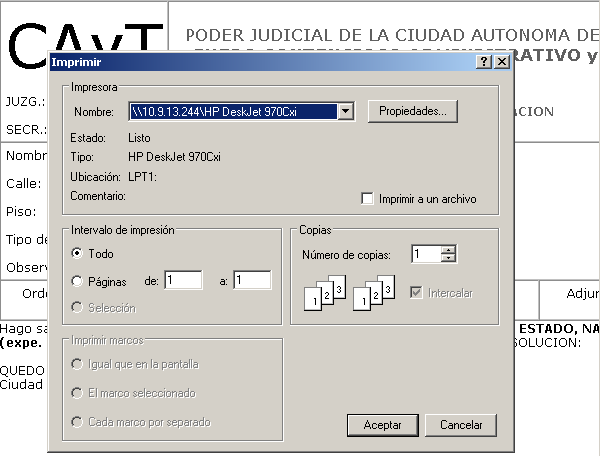 CAyT
PODER JUDICIAL DE LA CIUDAD AUTONOMA DE
RATIVO y
JUZG.:
ACION
SECR.:
Nomb
Calle:
Piso:
Tipo de
Observ
Orde
Adjur
Hago sa
ESTADO, NA
(expe.
SOLUCION:
QUEDO
Ciudad
Imprimir
Impresora
Nombre: \\10.9.13.244\HP DeskJet 970Cxi Propiedades...
Estado: Listo
Tipo: HP DeskJet 970Cxi
Ubicación: LPT1:
Comentario: Imprimir a un archivo
Intervalo de impresión
Todo
Páginas de: 1 a: 1
Selección
Copias
Número de copias: 1
1 2 3 1 2 3 Intercalar
Imprimir marcos
Igual que en la pantalla
El marco seleccionado
Cada marco por separado
Aceptar Cancelar